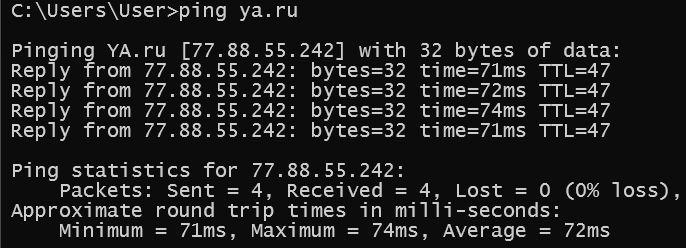 C:\Users\User>ping ya.ru
Pinging YA.ru [77.88.55.242] with 32 bytes of data:
Reply from 77.88.55.242: bytes=32 time=71ms TTL=47
Reply from 77.88.55.242: bytes=32 time=72ms TTL=47
Reply from 77.88.55.242: bytes=32 time=74ms TTL=47
Reply from 77.88.55.242: bytes=32 time=71ms TTL=47
Ping statistics for 77.88.55.242:
    Packets: Sent = 4, Received = 4, Lost = 0 (0% loss),
Approximate round trip times in milli-seconds:
    Minimum = 71ms, Maximum = 74ms, Average = 72ms